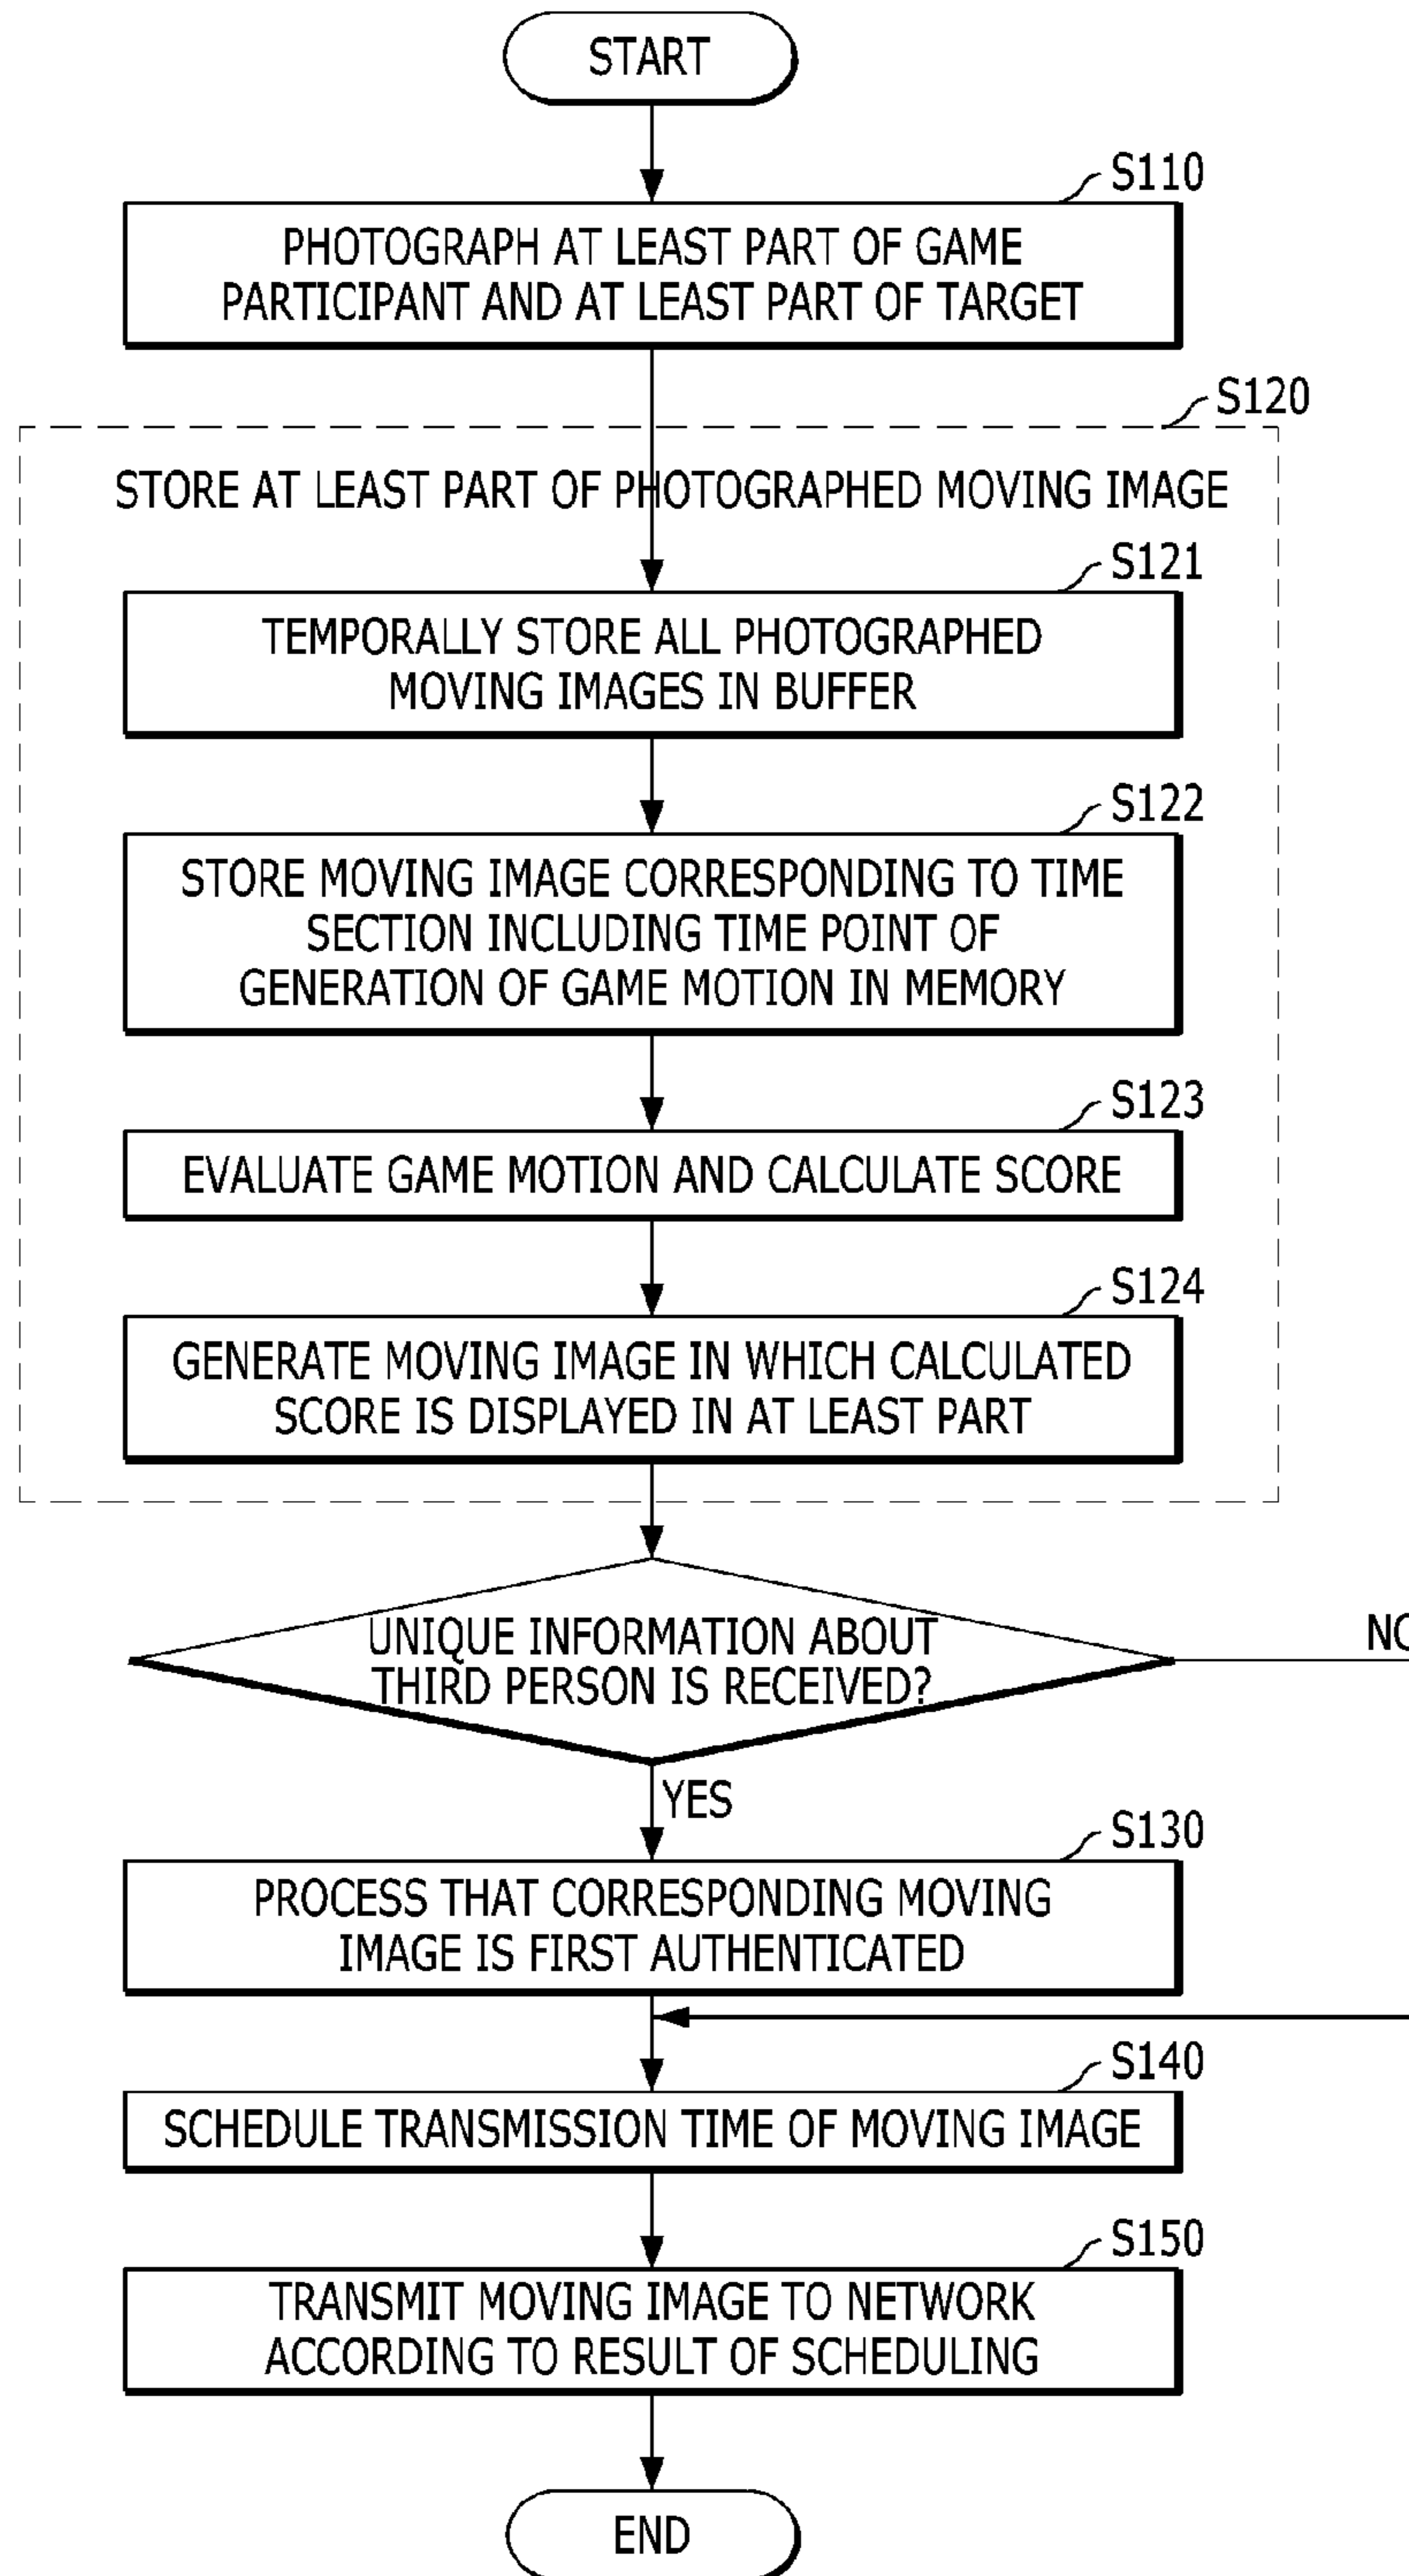 START
S110
PHOTOGRAPH AT LEAST PART OF GAME
PARTICIPANT AND AT LEAST PART OF TARGET
S120
STORE AT LEAST PART OF PHOTOGRAPHED MOVING IMAGE
S121
TEMPORALLY STORE ALL PHOTOGRAPHED
MOVING IMAGES IN BUFFER
S122
STORE MOVING IMAGE CORRESPONDING TO TIME
SECTION INCLUDING TIME POINT OF
GENERATION OF GAME MOTION IN MEMORY
S123
EVALUATE GAME MOTION AND CALCULATE SCORE
S124
GENERATE MOVING IMAGE IN WHICH CALCULATED
SCORE IS DISPLAYED IN AT LEAST PART
UNIQUE INFORMATION ABOUT
THIRD PERSON IS RECEIVED?
NO
YES
S130
PROCESS THAT CORRESPONDING MOVING
IMAGE IS FIRST AUTHENTICATED
S140
SCHEDULE TRANSMISSION TIME OF MOVING IMAGE
S150
TRANSMIT MOVING IMAGE TO NETWORK
ACCORDING TO RESULT OF SCHEDULING
END